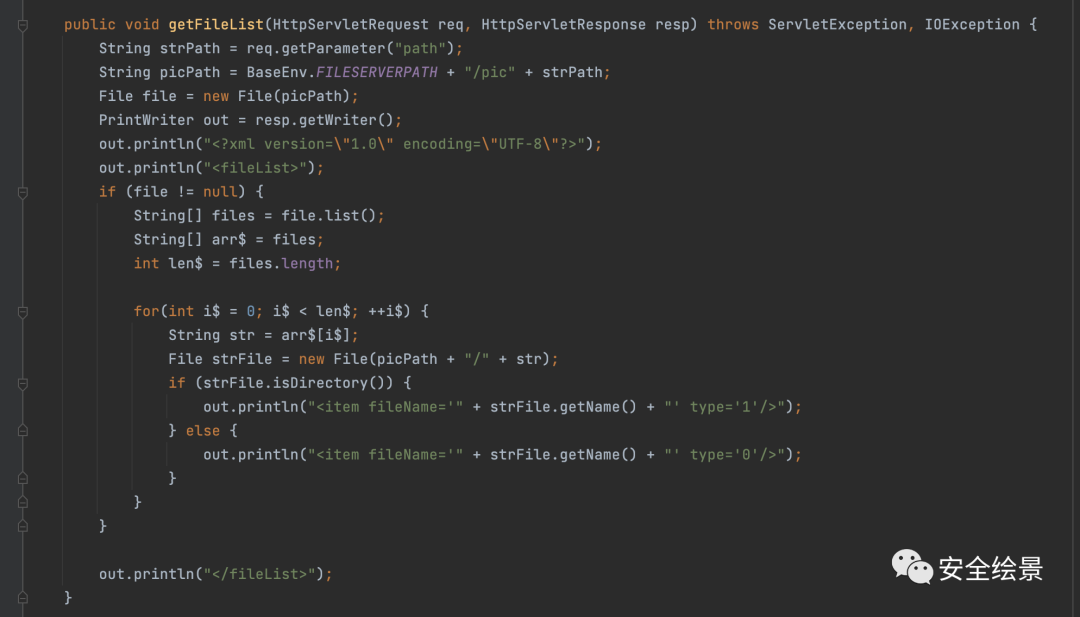 public void getFileList(HttpServletRequest req, HttpServletResponse resp) throws ServletException, IOException {
String strPath = req.getParameter("path");
String picPath = BaseEnv.FILESERVERPATH + "/pic" + strPath;
File file = new File(picPath);
PrintWriter out = resp.getWriter();
out.println("<?xml version=\"1.0\" encoding=\"UTF-8\"?>");
out.println("<fileList>");
if (file != null) {
String[] files = file.list();
String[] arr$ = files;
int len$ = files.length;
for(int i$ = 0; i$ < len$; ++i$) {
String str = arr$[i$];
File strFile = new File(picPath + "/" + str);
if (strFile.isDirectory()) {
out.println("<item fileName='" + strFile.getName() + "' type='1'/>");
} else {
out.println("<item fileName='" + strFile.getName() + "' type='0'/>");
}
}
}
out.println("</fileList>");
}
安全绘景